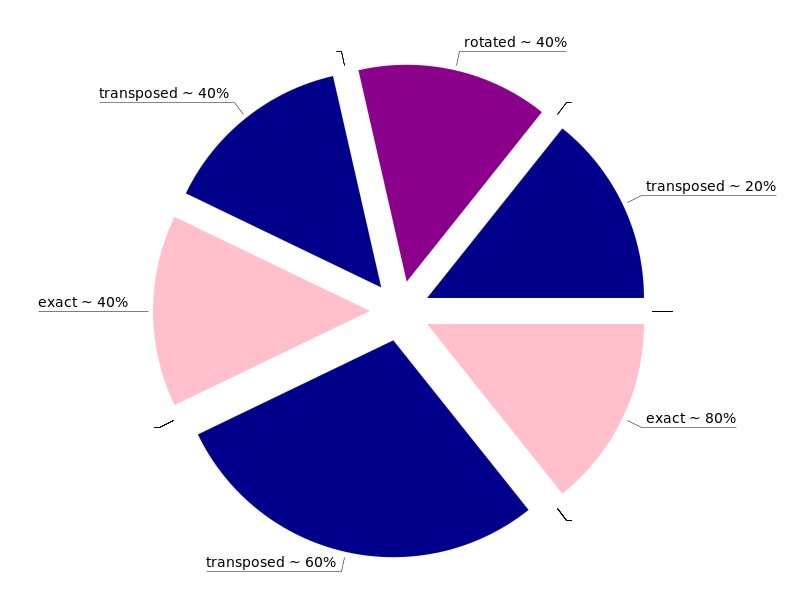 rotated ~ 40%
transposed ~ 40%
transposed ~ 20%
exact ~ 40%
exact ~ 80%
transposed ~ 60%